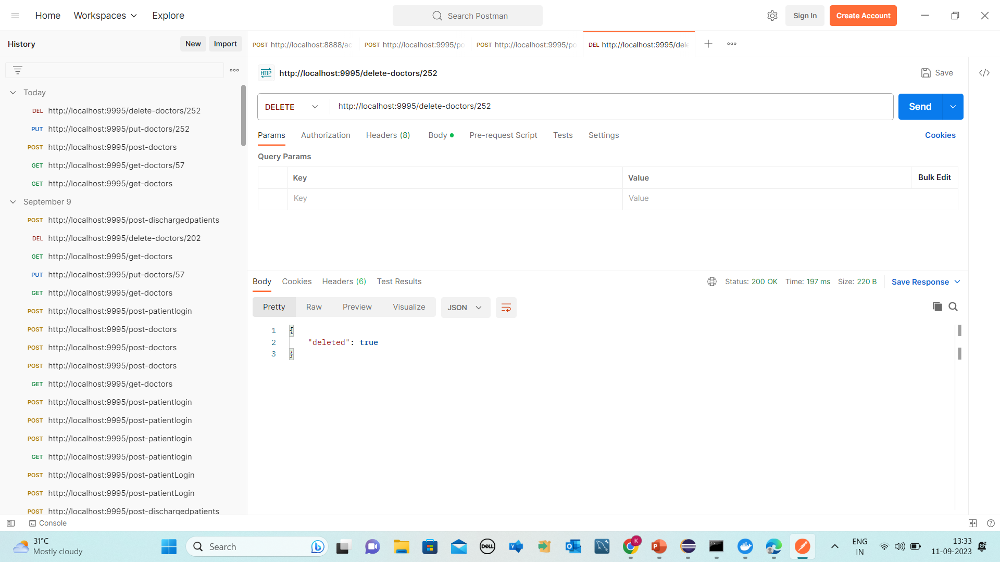 Home Workspaces Explore Search Postman Sign In Create Account
History New Import
POST http://localhost:8888/ac POST http://localhost:9995/po POST http://localhost:9995/po DEL http://localhost:9995/dele
HTTP http://localhost:9995/delete-doctors/252 Save
Today
DEL http://localhost:9995/delete-doctors/252
PUT http://localhost:9995/put-doctors/252
POST http://localhost:9995/post-doctors
GET http://localhost:9995/get-doctors/57
GET http://localhost:9995/get-doctors
September 9
POST http://localhost:9995/post-dischargedpatients
DEL http://localhost:9995/delete-doctors/202
GET http://localhost:9995/get-doctors
PUT http://localhost:9995/put-doctors/57
GET http://localhost:9995/get-doctors
POST http://localhost:9995/post-patientlogin
POST http://localhost:9995/post-doctors
POST http://localhost:9995/post-doctors
POST http://localhost:9995/post-doctors
GET http://localhost:9995/get-doctors
POST http://localhost:9995/post-patientlogin
POST http://localhost:9995/post-patientlogin
POST http://localhost:9995/post-patientlogin
GET http://localhost:9995/post-patientlogin
POST http://localhost:9995/post-patientLogin
POST http://localhost:9995/post-patientLogin
POST http://localhost:9995/post-dischargedpatients
DELETE http://localhost:9995/delete-doctors/252 Send
Params Authorization Headers (8) Body Pre-request Script Tests Settings Cookies
Query Params
Key Value Bulk Edit
Key Value
Body Cookies Headers (6) Test Results Status: 200 OK Time: 197 ms Size: 220 B Save Response
Pretty Raw Preview Visualize JSON
1 {
2 "deleted": true
3 }
Console
31°C
Mostly cloudy
Search
DELL
K
P
ENG
IN
13:33
11-09-2023